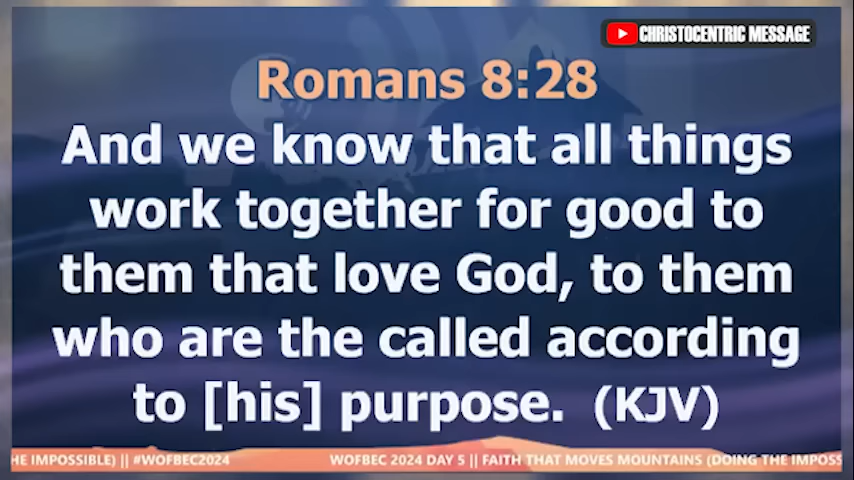 CHRISTOCENTRIC MESSAGE
Romans 8:28
And we know that all things
work together for good to
them that love God, to them
who are the called according
to [his] purpose. (KJV)
HE IMPOSSIBLE) || #WOFBEC2024 WOFBEC 2024 DAY 5 || FAITH THAT MOVES MOUNTAINS (DOING THE IMPOSS